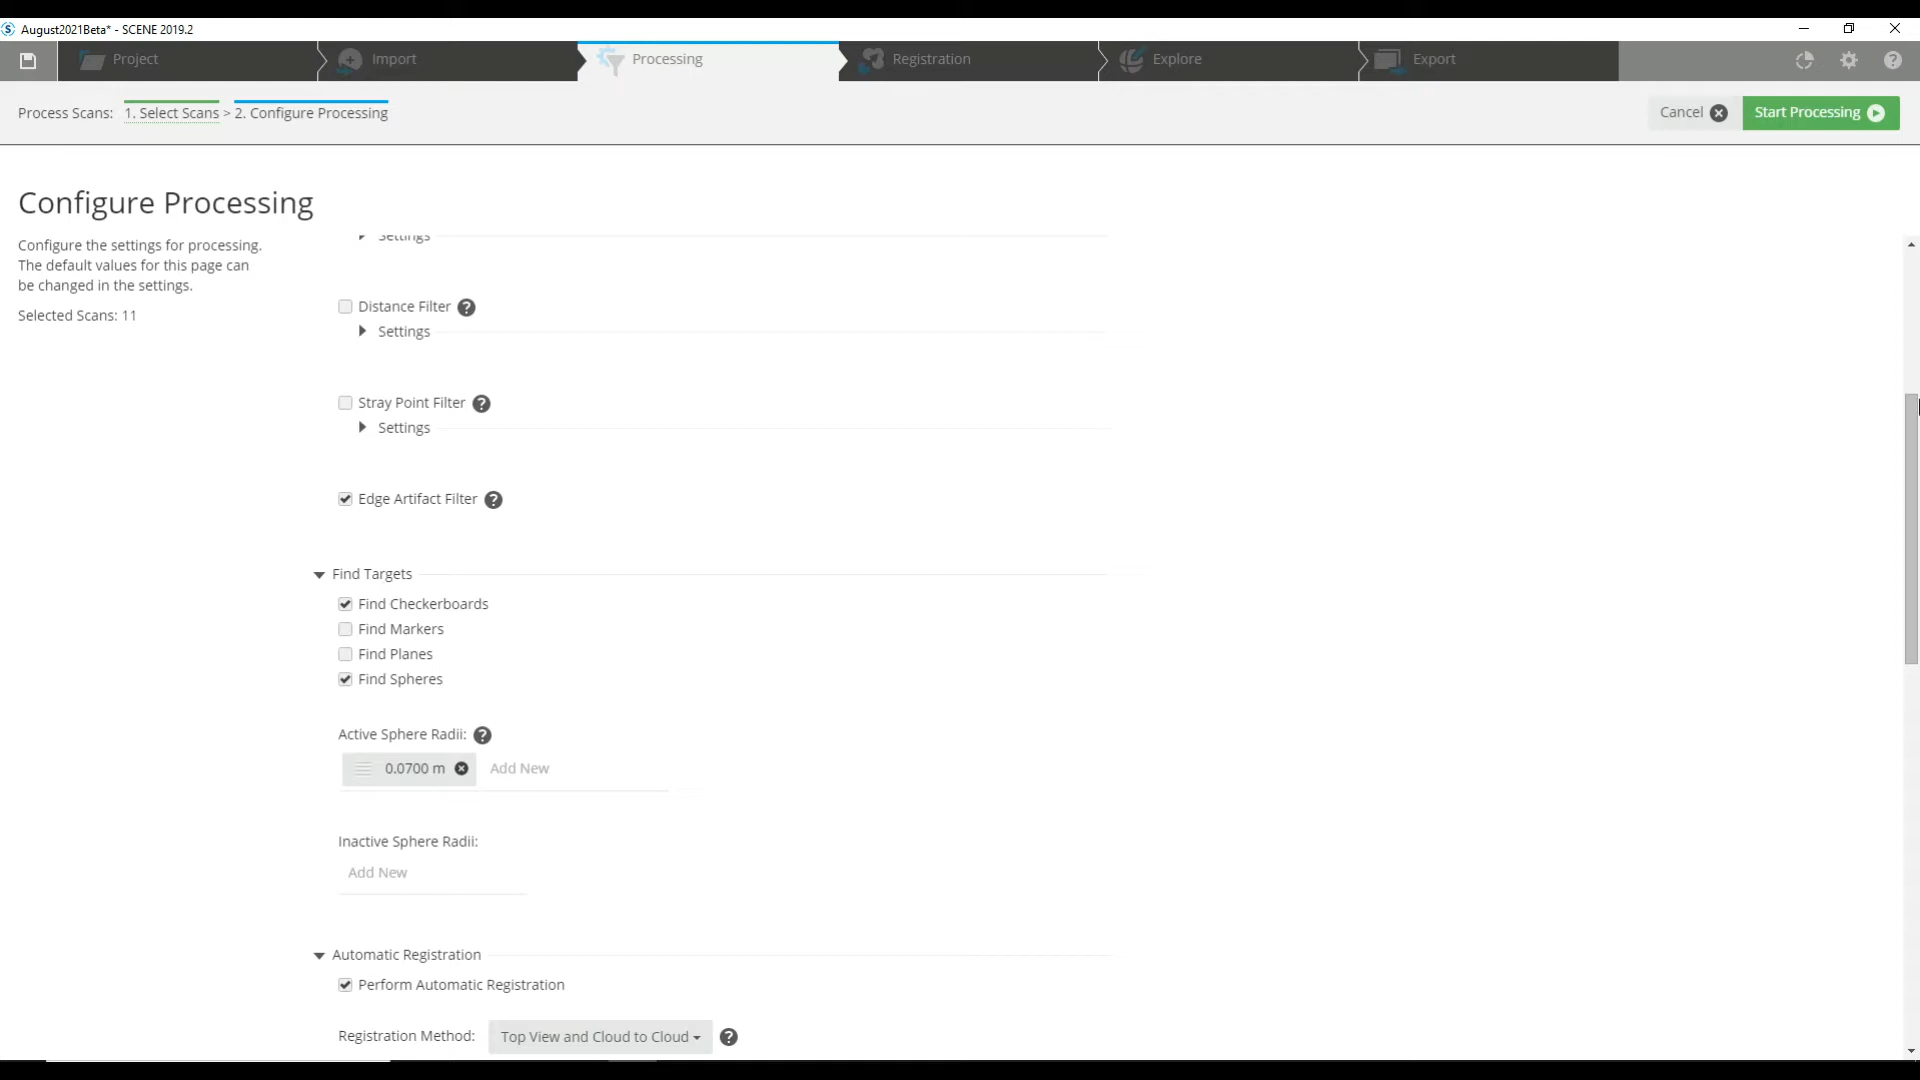 August2021Beta* - SCENE 2019.2
Project
Import
Processing
Registration
Explore
Export
Process Scans: 1. Select Scans > 2. Configure Processing
Cancel
Start Processing
Configure Processing
Configure the settings for processing.
The default values for this page can
be changed in the settings.
Selected Scans: 11
Settings
Distance Filter
Settings
Stray Point Filter
Settings
Edge Artifact Filter
Find Targets
Find Checkerboards
Find Markers
Find Planes
Find Spheres
Active Sphere Radii:
0.0700 m
Add New
Inactive Sphere Radii:
Add New
Automatic Registration
Perform Automatic Registration
Registration Method: Top View and Cloud to Cloud